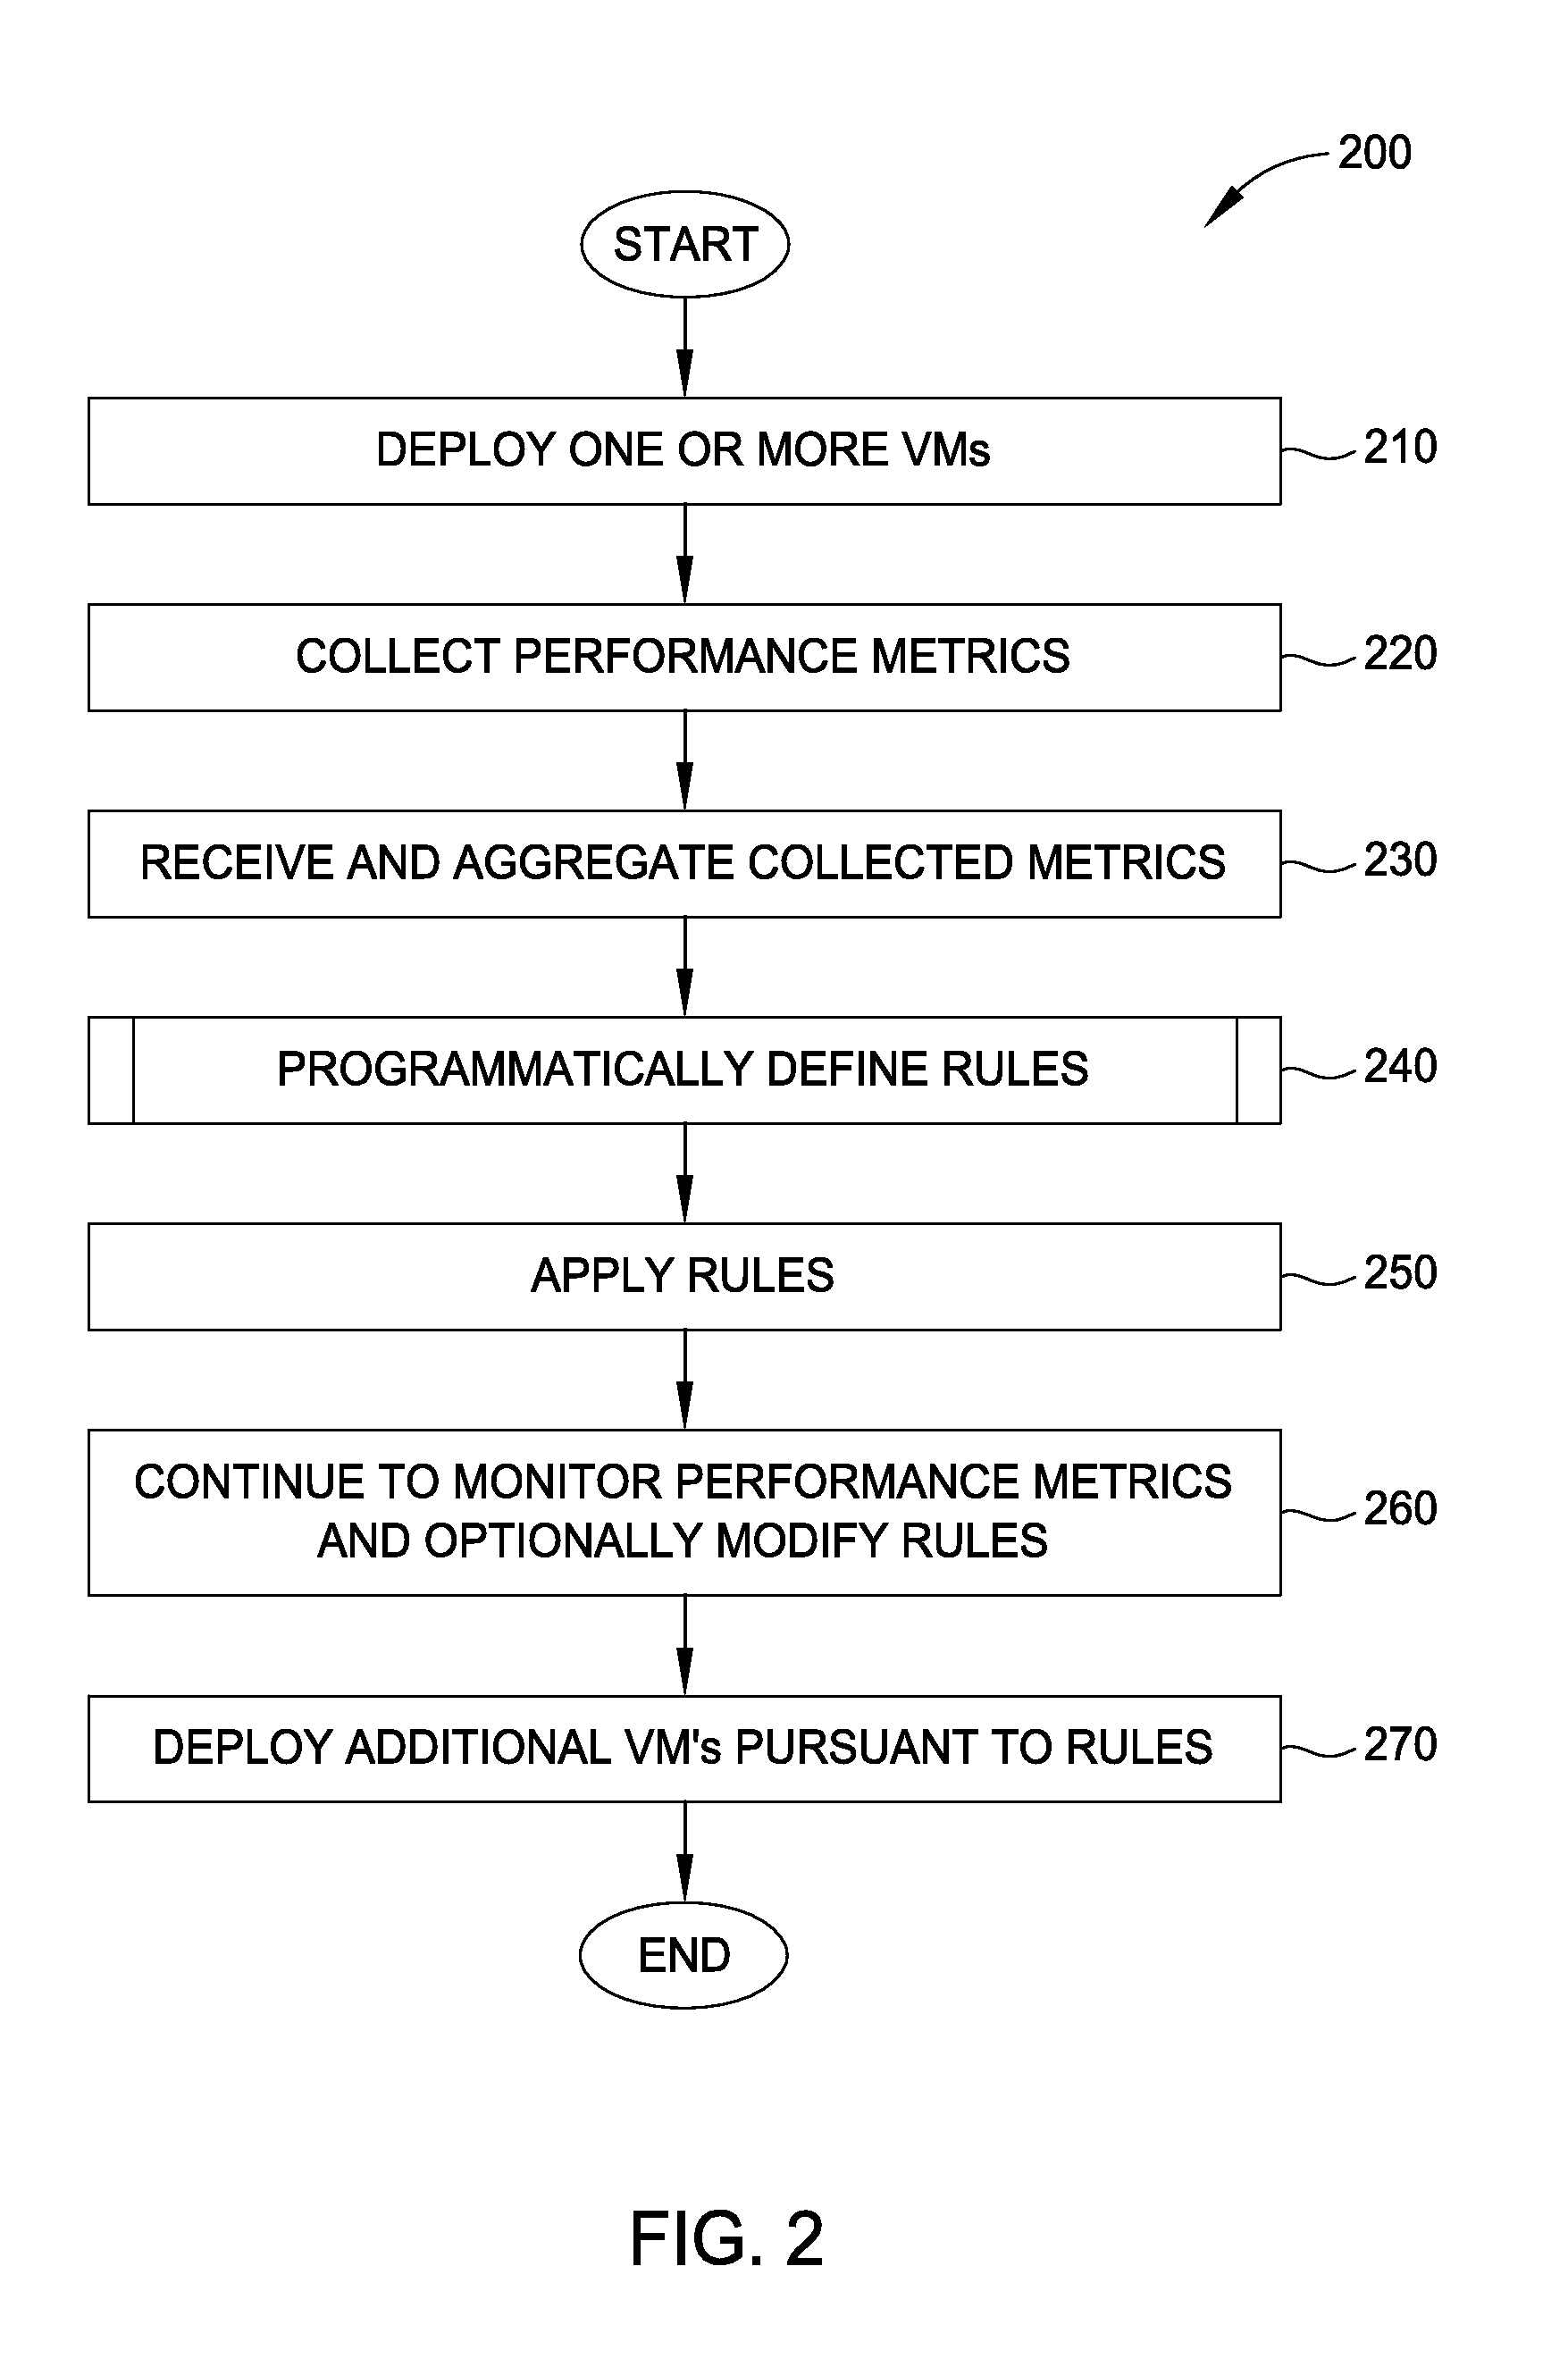 200
START
DEPLOY ONE OR MORE VMs
210
COLLECT PERFORMANCE METRICS
220
RECEIVE AND AGGREGATE COLLECTED METRICS
230
PROGRAMMATICALLY DEFINE RULES
240
APPLY RULES
250
CONTINUE TO MONITOR PERFORMANCE METRICS
AND OPTIONALLY MODIFY RULES
260
DEPLOY ADDITIONAL VM's PURSUANT TO RULES
270
END
FIG. 2